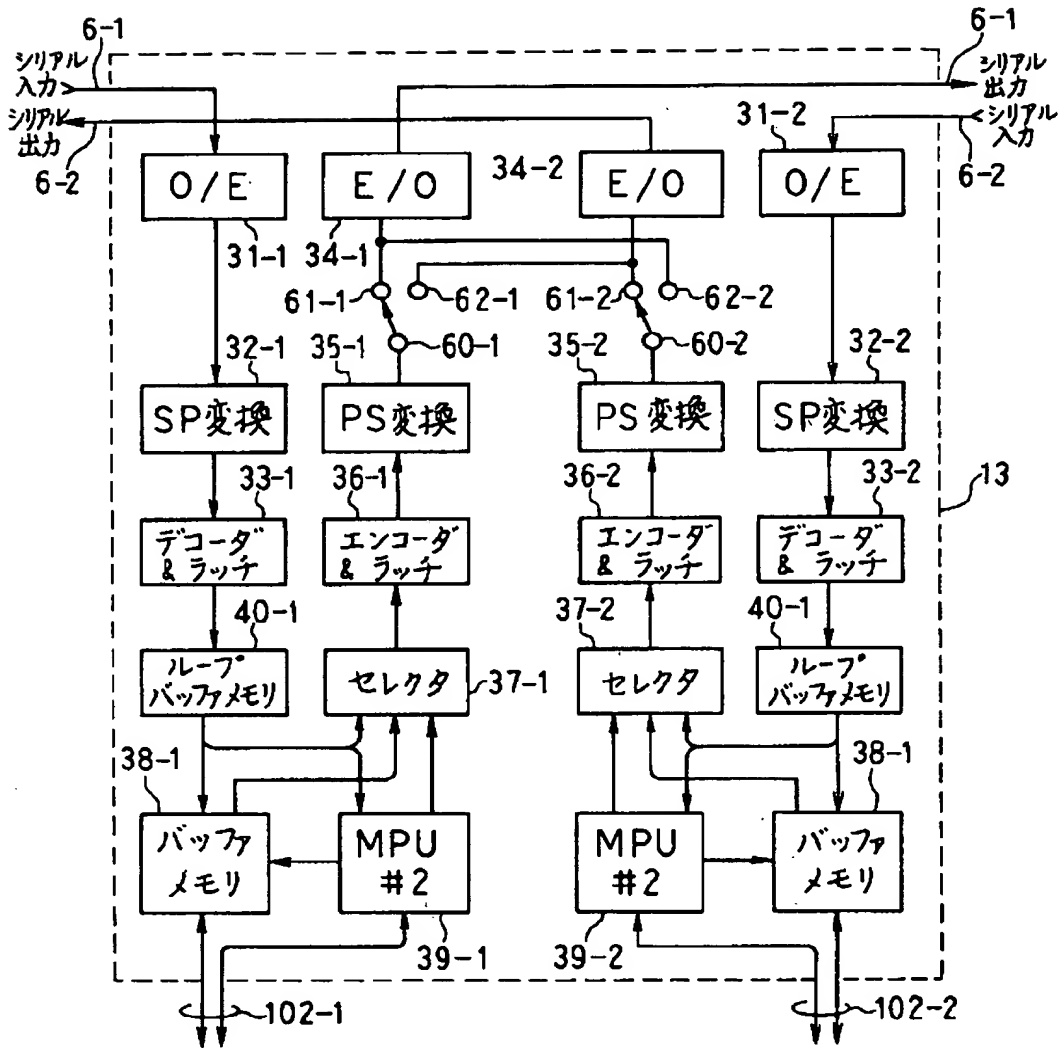 6-1
シリアル
入力
シリアル
出力
6-2
6-1
シリアル
出力
シリアル
入力
6-2
31-2
O/E
31-1
E/O
34-1
34-2
E/O
O/E
61-1
62-1
60-1
61-2
62-2
60-2
32-1
SP変換
35-1
PS変換
35-2
PS変換
32-2
SP変換
13
33-1
デコーダ
& ラッチ
36-1
エンコーダ
& ラッチ
36-2
エンコーダ
& ラッチ
33-2
デコーダ
& ラッチ
40-1
ループ
バッファメモリ
セレクタ
37-1
37-2
セレクタ
40-1
ループ
バッファメモリ
38-1
バッファ
メモリ
MPU
#2
39-1
MPU
#2
39-2
38-1
バッファ
メモリ
102-1
102-2